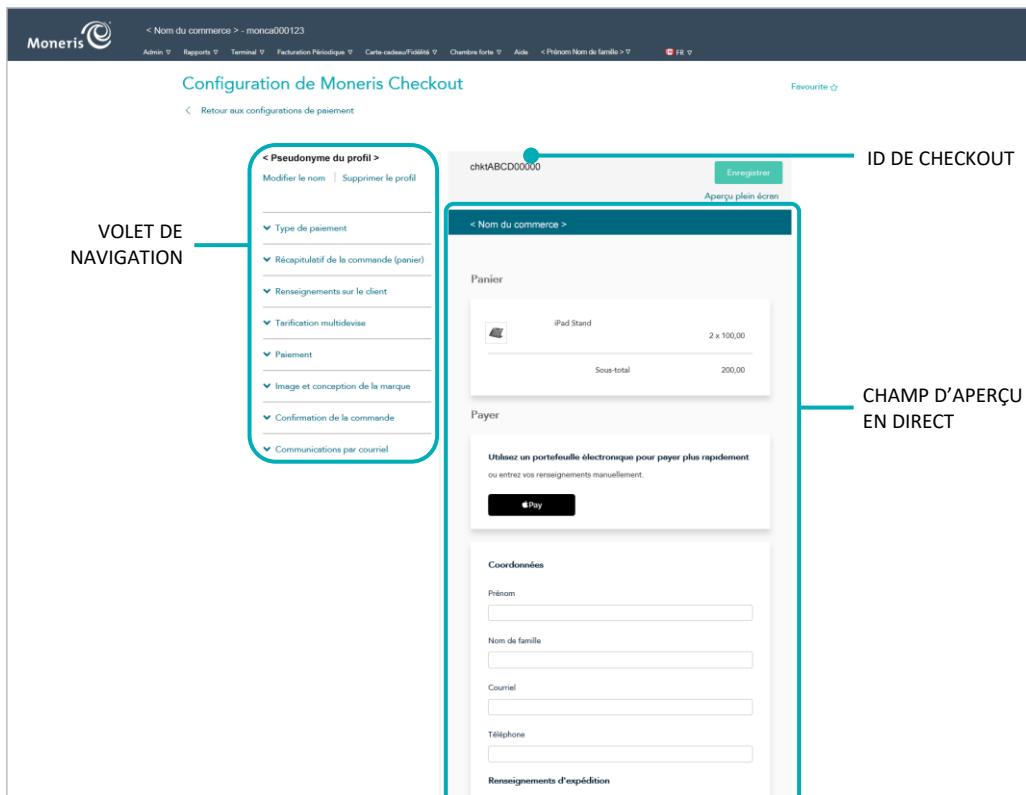 Moneris
< Nom du commerce > - monca000123
Admin ▽ Rapports ▽ Terminal ▽ Facturation Périodique ▽ Carte-cadeau/Fidélité ▽ Chambre forte ▽ Aide < Prénom Nom de famille > ▽ FR ▽
Configuration de Moneris Checkout
Favourite ☆
< Retour aux configurations de paiement
VOLET DE
NAVIGATION
< Pseudonyme du profil >
Modifier le nom | Supprimer le profil
Type de paiement
Récapitulatif de la commande (panier)
Renseignements sur le client
Tarification multidevise
Paiement
Image et conception de la marque
Confirmation de la commande
Communications par courriel
chktABCD00000
ID DE CHECKOUT
Enregistrer
Aperçu plein écran
< Nom du commerce >
Panier
iPad Stand
2 x 100,00
Sous-total 200,00
CHAMP D’APERÇU
EN DIRECT
Payer
Utilisez un portefeuille électronique pour payer plus rapidement
ou entrez vos renseignements manuellement.
Pay
Coordonnées
Prénom
Nom de famille
Courriel
Téléphone
Renseignements d'expédition